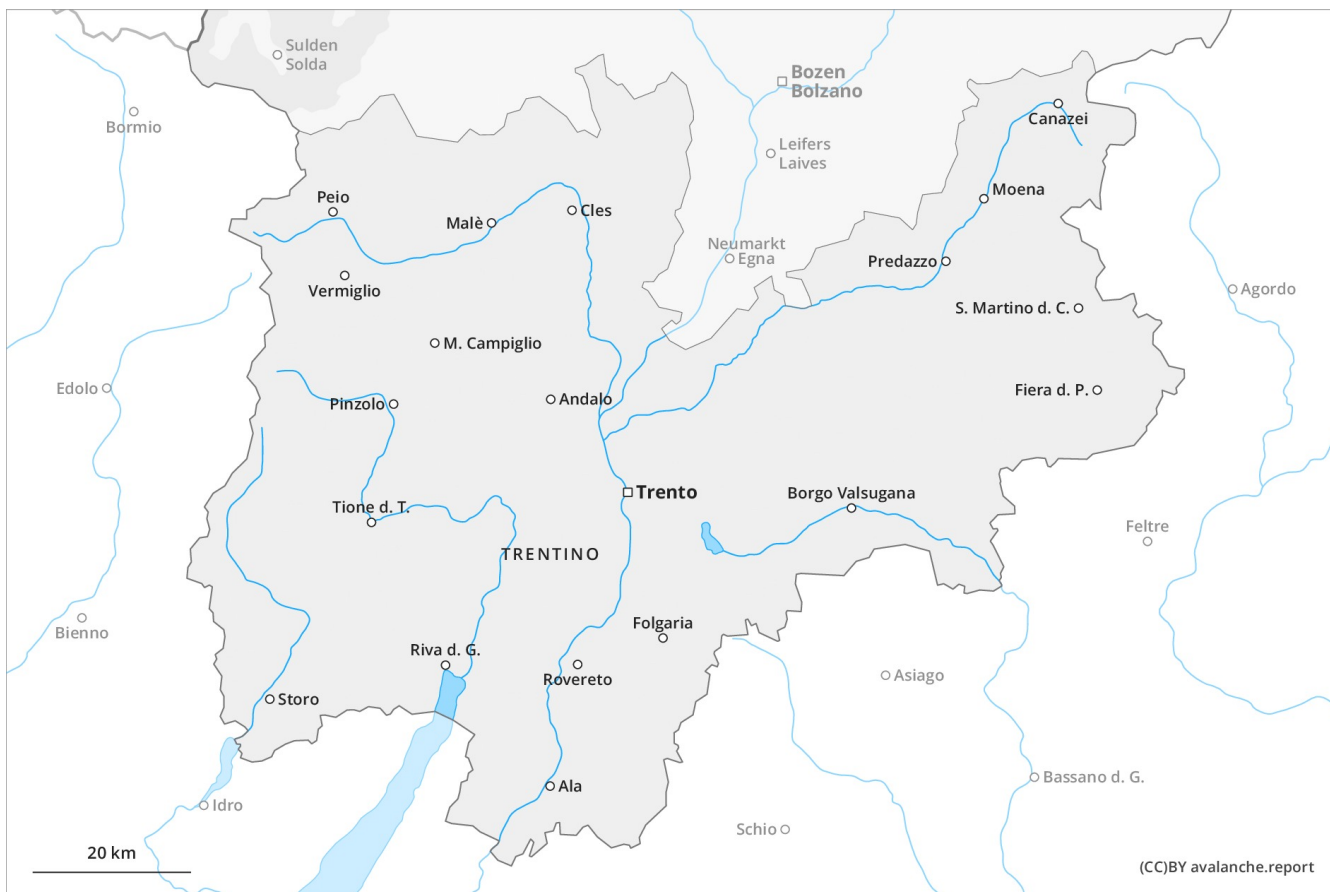 Sulden
Solda
Bozen
Bolzano
Bormio
Canazei
Leifers
Laives
Peio
Moena
Malè
Cles
Neumarkt
Egna
Predazzo
Vermiglio
Agordo
S. Martino d. C.
M. Campiglio
Edolo
Fiera d. P.
Pinzolo
Andalo
Trento
Borgo Valsugana
Tione d. T.
Feltre
TRENTINO
Bienno
Folgaria
Riva d. G.
Asiago
Rovereto
Storo
Bassano d. G.
Ala
Idro
Schio
20 km
(CC)BY avalanche.report